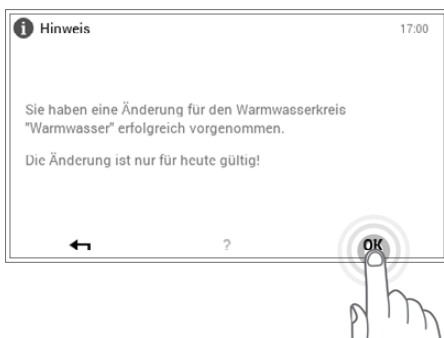 i Hinweis 17:00
Sie haben eine Änderung für den Warmwasserkreis
"Warmwasser" erfolgreich vorgenommen.
Die Änderung ist nur für heute gültig!
? OK